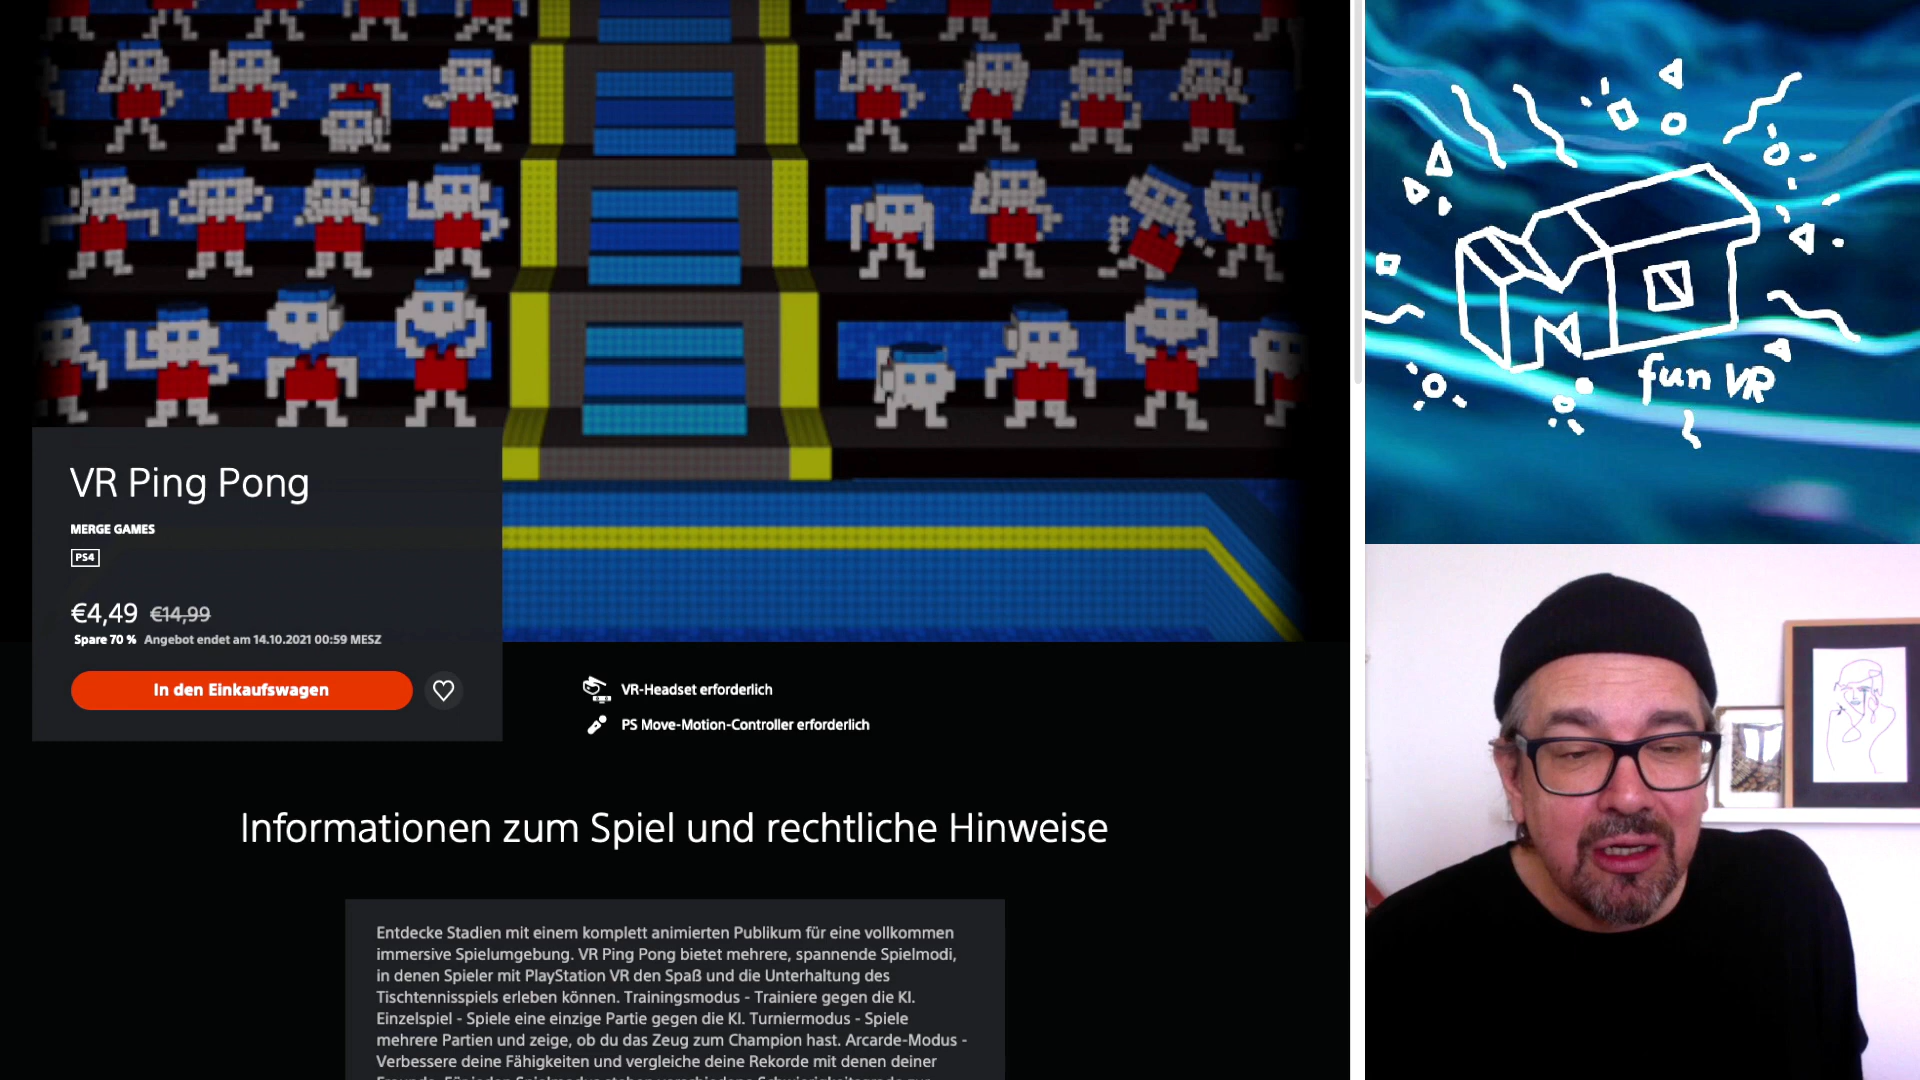 VR Ping Pong
MERGE GAMES
PS4
€4,49 €14,99
Spare 70 % Angebot endet am 14.10.2021 00:59 MESZ
In den Einkaufswagen
VR-Headset erforderlich
PS Move-Motion-Controller erforderlich
Informationen zum Spiel und rechtliche Hinweise
Entdecke Stadien mit einem komplett animierten Publikum für eine vollkommen
immersive Spielumgebung. VR Ping Pong bietet mehrere, spannende Spielmodi,
in denen Spieler mit PlayStation VR den Spaß und die Unterhaltung des
Tischtennisspiels erleben können. Trainingsmodus - Trainiere gegen die KI.
Einzelspiel - Spiele eine einzige Partie gegen die KI. Turniermodus - Spiele
mehrere Partien und zeige, ob du das Zeug zum Champion hast. Arcarde-Modus -
Verbessere deine Fähigkeiten und vergleiche deine Rekorde mit denen deiner
fun VR